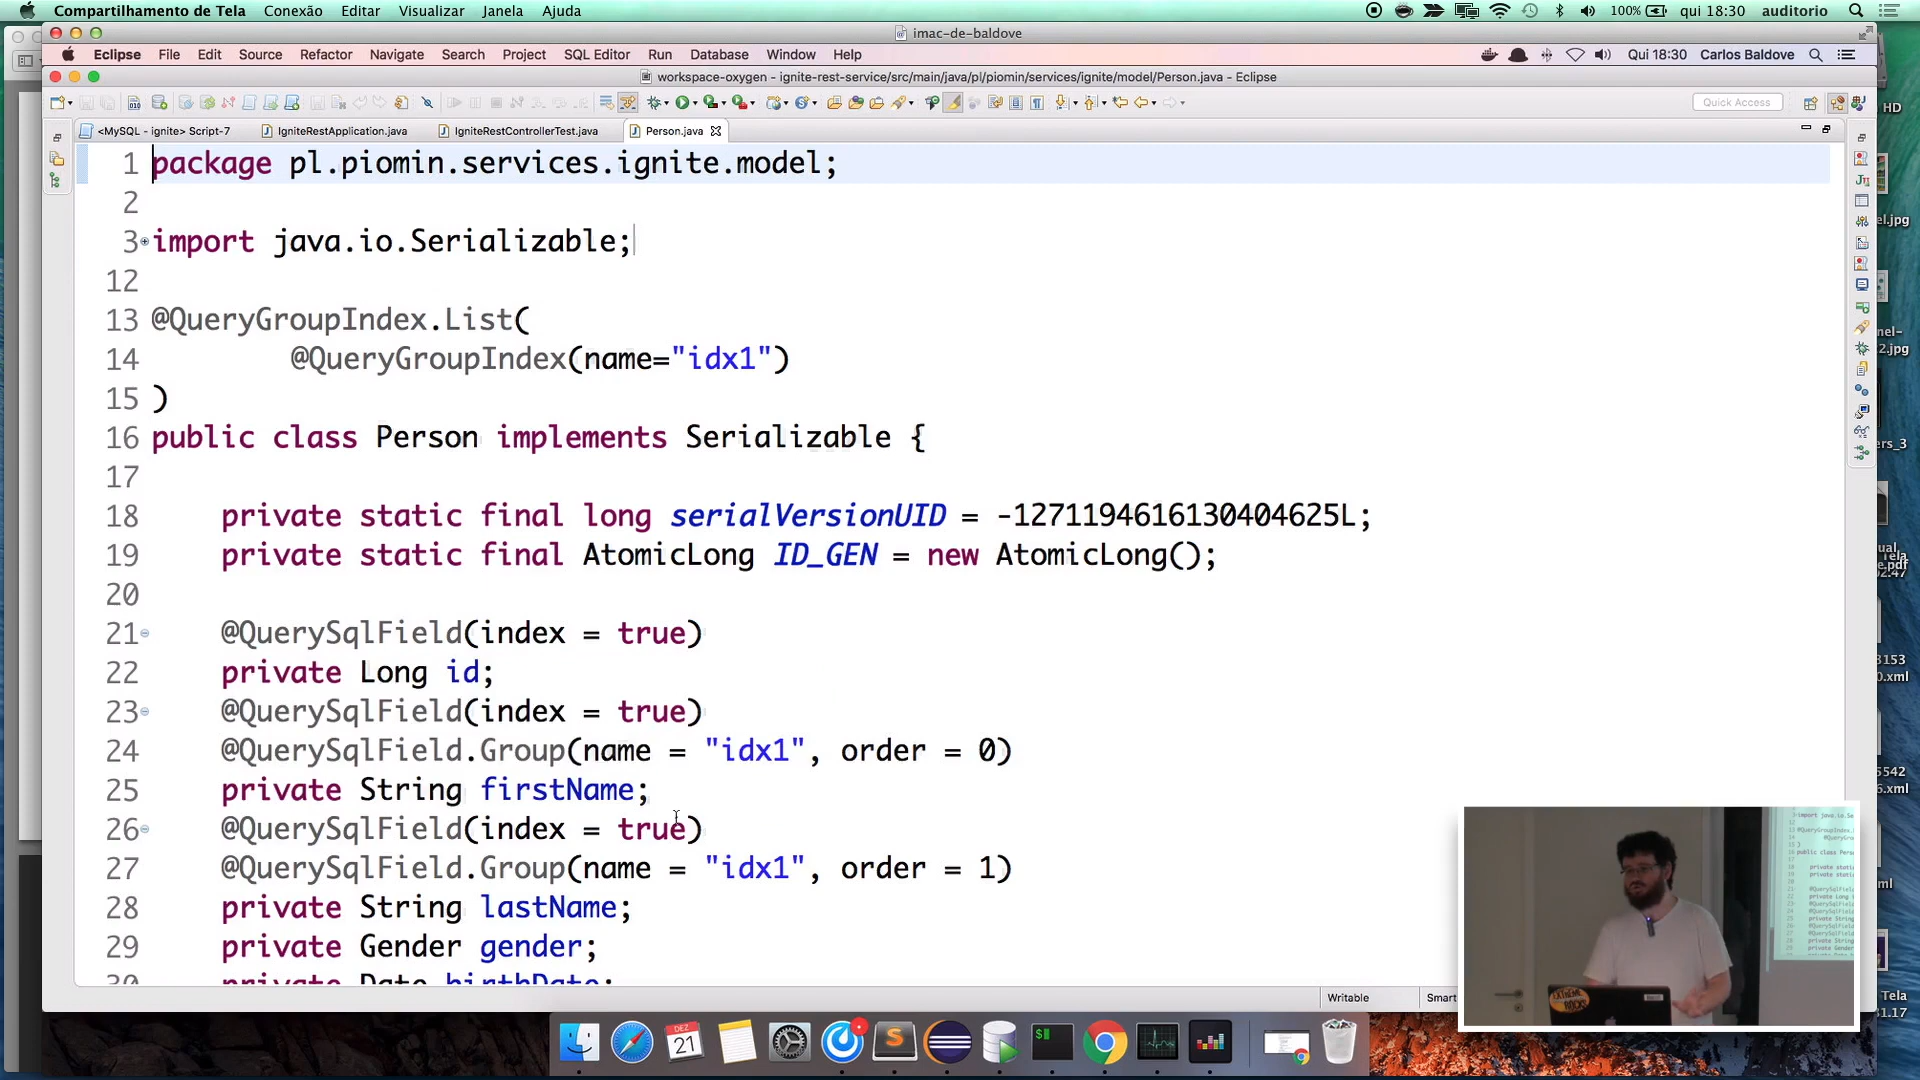 Compartilhamento de Tela Conexão Editar Visualizar Janela Ajuda 100% qui 18:30 auditorio
imac-de-baldove
Eclipse File Edit Source Refactor Navigate Search Project SQL Editor Run Database Window Help Qui 18:30 Carlos Baldove
workspace-oxygen - ignite-rest-service/src/main/java/pl/piomin/services/ignite/model/Person.java - Eclipse
Quick Access
HD
<MySQL - ignite> Script-7 IgniteRestApplication.java IgniteRestControllerTest.java Person.java
1 package pl.piomin.services.ignite.model;
2
3 import java.io.Serializable;
12
13 @QueryGroupIndex.List(
14 @QueryGroupIndex(name="idx1")
15 )
16 public class Person implements Serializable {
17
18 private static final long serialVersionUID = -1271194616130404625L;
19 private static final AtomicLong ID_GEN = new AtomicLong();
20
21 @QuerySqlField(index = true)
22 private Long id;
23 @QuerySqlField(index = true)
24 @QuerySqlField.Group(name = "idx1", order = 0)
25 private String firstName;
26 @QuerySqlField(index = true)
27 @QuerySqlField.Group(name = "idx1", order = 1)
28 private String lastName;
29 private Gender gender;
30 private Date birthDate;
Writable Smart
DEZ
21
Tela